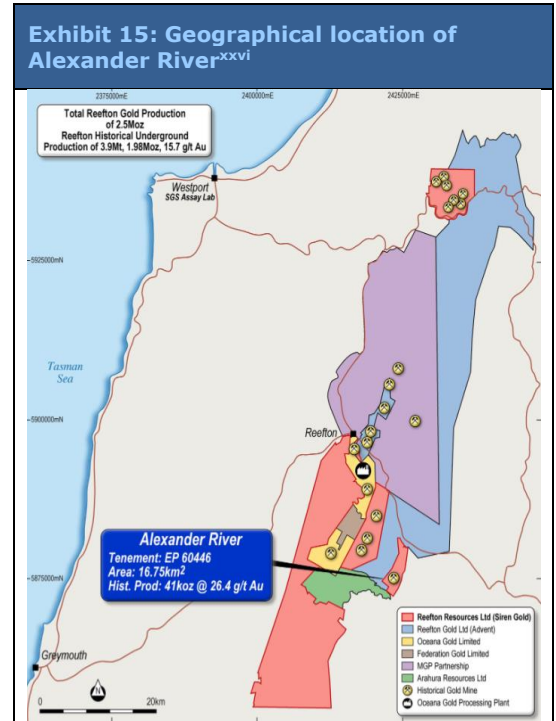 Exhibit 15: Geographical location of
Alexander River^xxvi
2375000mE
2400000mE
2425000mE
Total Reefton Gold Production
of 2.5Moz
Reefton Historical Underground
Production of 3.9Mt, 1.98Moz, 15.7 g/t Au
Westport
SGS Assay Lab
5925000mN
Tasman
Sea
5900000mN
Reefton
Alexander River
Tenement: EP 60446
Area: 16.75km²
Hist. Prod: 41koz @ 26.4 g/t Au
5875000mN
Greymouth
N
0
20km
Reefton Resources Ltd (Siren Gold)
Reefton Gold Ltd (Advent)
Oceana Gold Limited
Federation Gold Limited
MGP Partnership
Arahura Resources Ltd
Historical Gold Mine
Oceana Gold Processing Plant